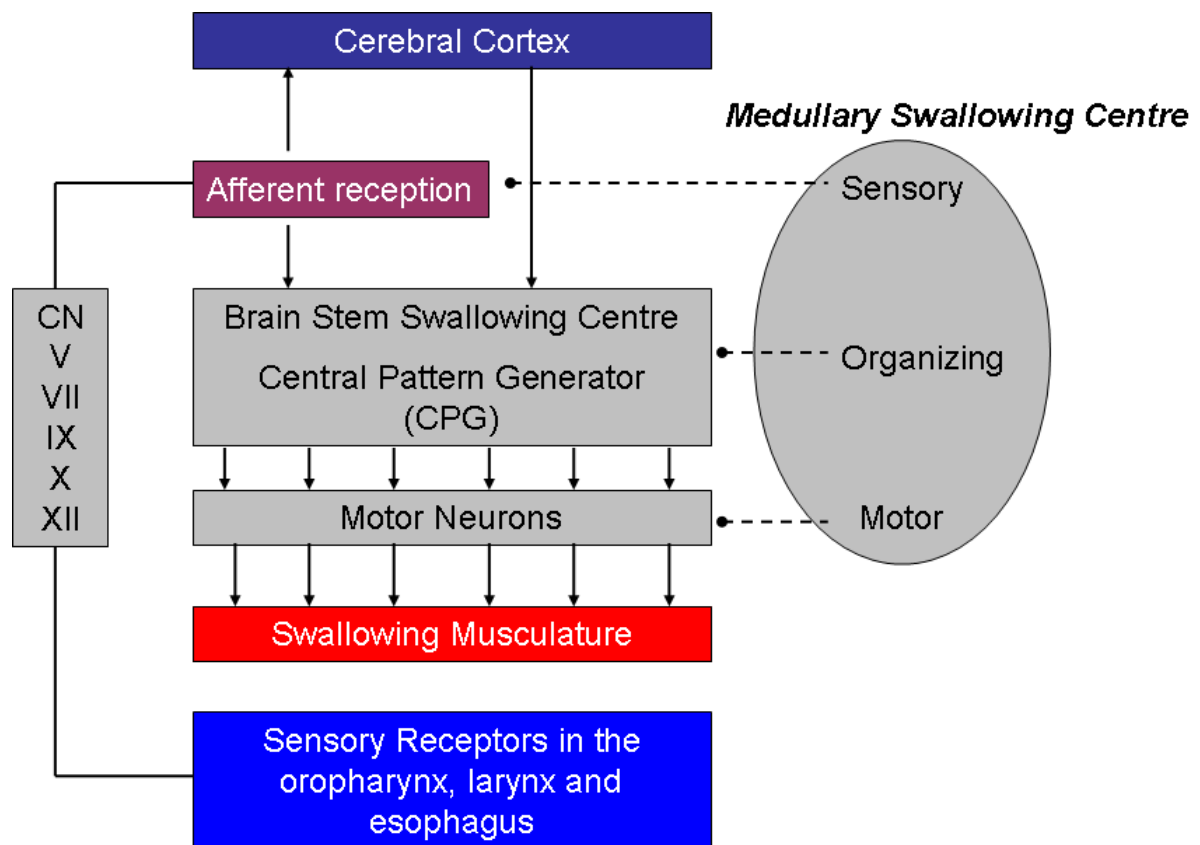 Cerebral Cortex
Medullary Swallowing Centre
Afferent reception
Sensory
CN
V
VII
IX
X
XII
Brain Stem Swallowing Centre
Central Pattern Generator
(CPG)
Organizing
Motor Neurons
Motor
Swallowing Musculature
Sensory Receptors in the
oropharynx, larynx and
esophagus